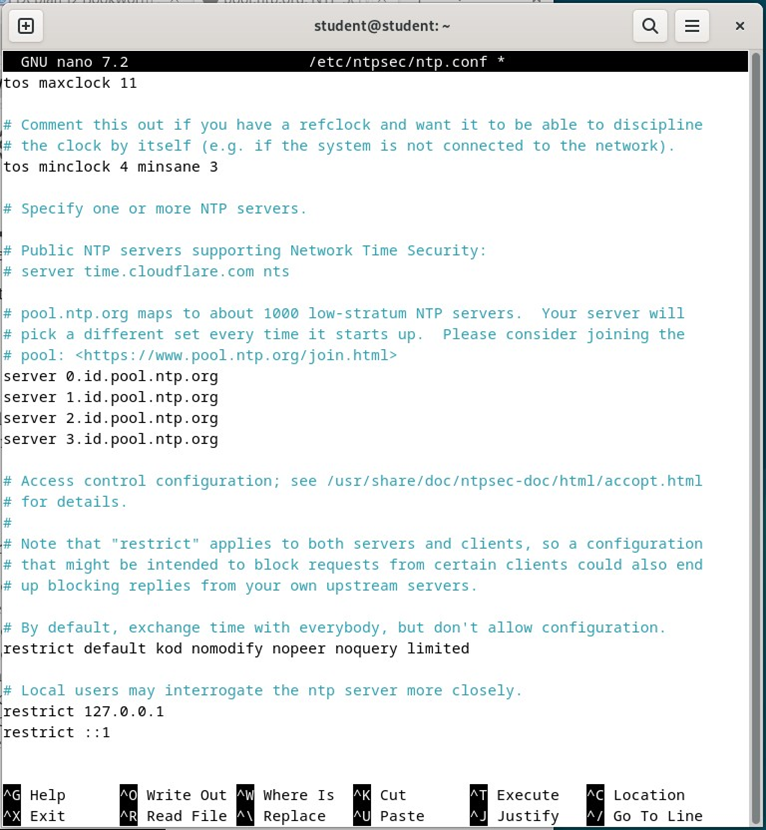 student@student: ~
GNU nano 7.2 /etc/ntpsec/ntp.conf *
tos maxclock 11
# Comment this out if you have a refclock and want it to be able to discipline
# the clock by itself (e.g. if the system is not connected to the network).
tos minclock 4 minsane 3
# Specify one or more NTP servers.
# Public NTP servers supporting Network Time Security:
# server time.cloudflare.com nts
# pool.ntp.org maps to about 1000 low-stratum NTP servers.  Your server will
# pick a different set every time it starts up.  Please consider joining the
# pool: <https://www.pool.ntp.org/join.html>
server 0.id.pool.ntp.org
server 1.id.pool.ntp.org
server 2.id.pool.ntp.org
server 3.id.pool.ntp.org
# Access control configuration; see /usr/share/doc/ntpsec-doc/html/accopt.html
# for details.
#
# Note that "restrict" applies to both servers and clients, so a configuration
# that might be intended to block requests from certain clients could also end
# up blocking replies from your own upstream servers.
# By default, exchange time with everybody, but don't allow configuration.
restrict default kod nomodify nopeer noquery limited
# Local users may interrogate the ntp server more closely.
restrict 127.0.0.1
restrict ::1
^G Help ^O Write Out ^W Where Is ^K Cut ^T Execute ^C Location
^X Exit ^R Read File ^\ Replace ^U Paste ^J Justify ^/ Go To Line